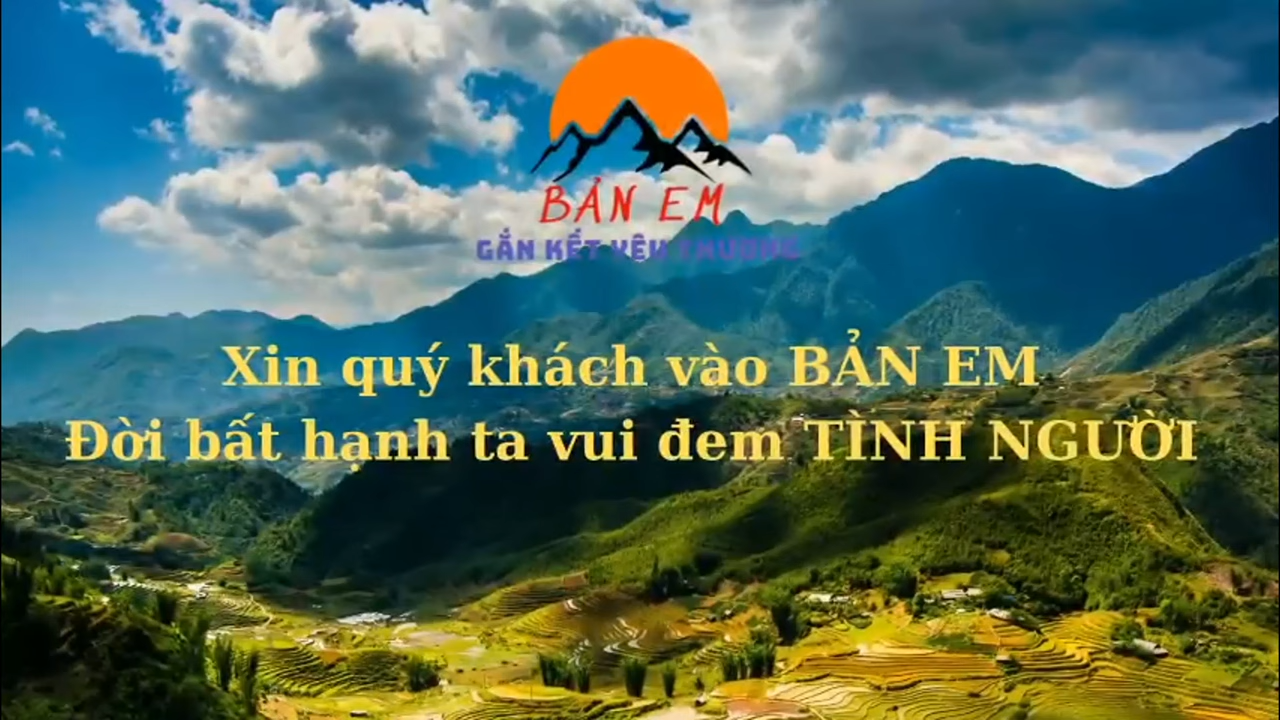 BẢN EM
GẮN KẾT YÊU THƯƠNG
Xin quý khách vào BẢN EM
Đời bất hạnh ta vui đem TÌNH NGƯỜI